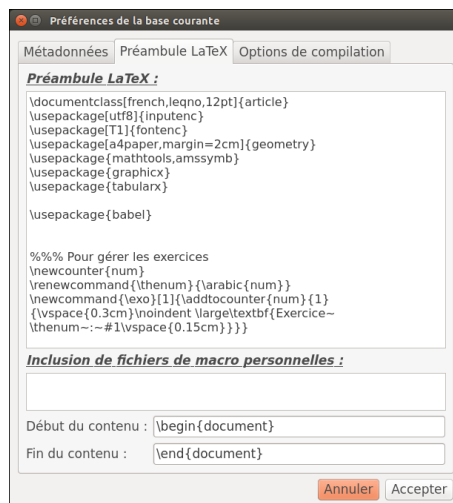 Préférences de la base courante
Métadonnées Préambule LaTeX Options de compilation
Préambule LaTeX :
\documentclass[french,leqno,12pt]{article}
\usepackage[utf8]{inputenc}
\usepackage[T1]{fontenc}
\usepackage[a4paper,margin=2cm]{geometry}
\usepackage{mathtools,amssymb}
\usepackage{graphicx}
\usepackage{tabularx}
\usepackage{babel}
%%% Pour gérer les exercices
\newcounter{num}
\renewcommand{\thenum}{\arabic{num}}
\newcommand{\exo}[1]{\addtocounter{num}{1}
{\vspace{0.3cm}\noindent \large\textbf{Exercice~
\thenum~:~#1\vspace{0.15cm}}}}
Inclusion de fichiers de macro personnelles :
Début du contenu : \begin{document}
Fin du contenu : \end{document}
Annuler Accepter